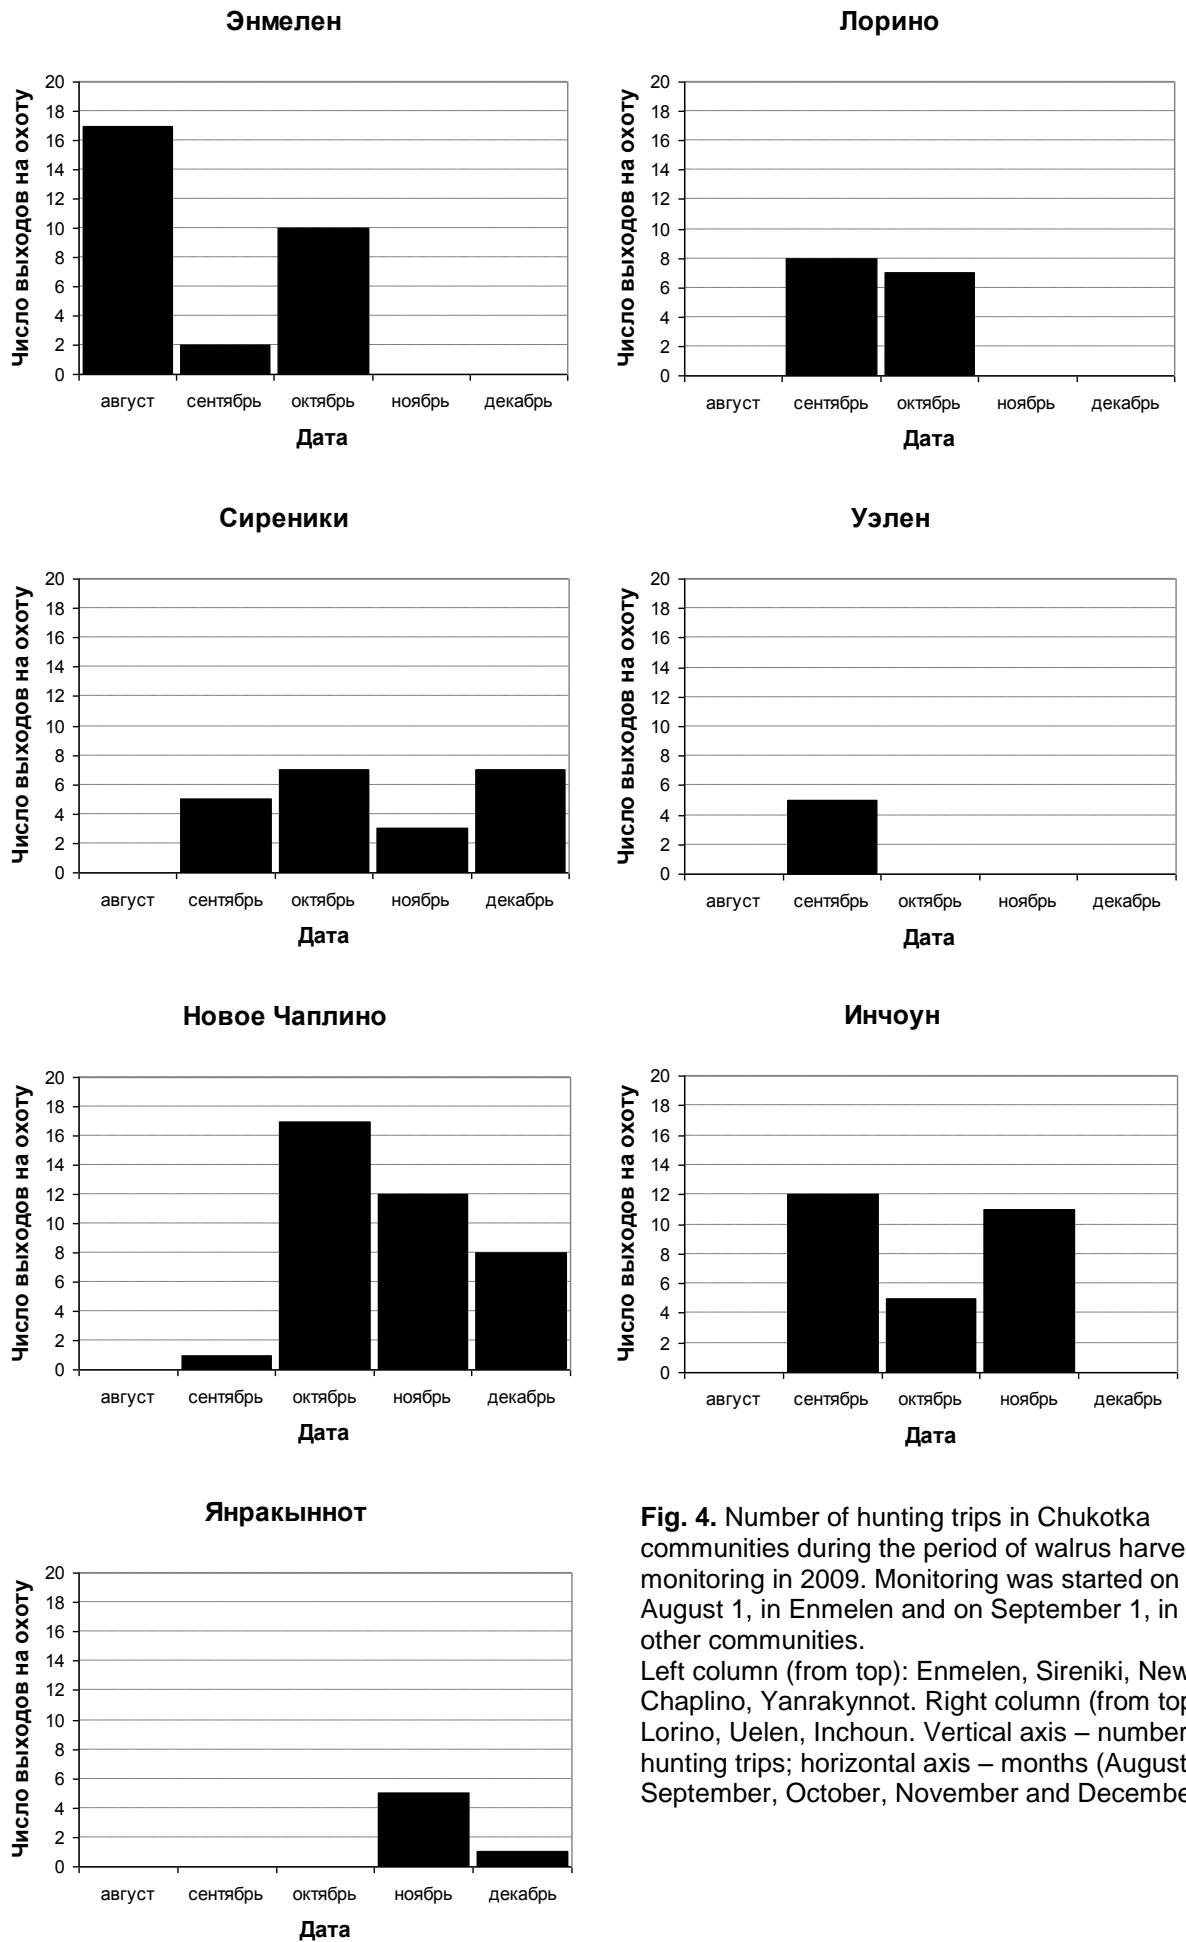 Энмелен
Число выходов на охоту
20
18
16
14
12
10
8
6
4
2
0
август сентябрь октябрь ноябрь декабрь
Дата
Лорино
Число выходов на охоту
20
18
16
14
12
10
8
6
4
2
0
август сентябрь октябрь ноябрь декабрь
Дата
Сиреники
Число выходов на охоту
20
18
16
14
12
10
8
6
4
2
0
август сентябрь октябрь ноябрь декабрь
Дата
Уэлен
Число выходов на охоту
20
18
16
14
12
10
8
6
4
2
0
август сентябрь октябрь ноябрь декабрь
Дата
Новое Чаплино
Число выходов на охоту
20
18
16
14
12
10
8
6
4
2
0
август сентябрь октябрь ноябрь декабрь
Дата
Инчоун
Число выходов на охоту
20
18
16
14
12
10
8
6
4
2
0
август сентябрь октябрь ноябрь декабрь
Дата
Янракыннот
Число выходов на охоту
20
18
16
14
12
10
8
6
4
2
0
август сентябрь октябрь ноябрь декабрь
Дата
Fig. 4. Number of hunting trips in Chukotka
communities during the period of walrus harve
monitoring in 2009. Monitoring was started on
August 1, in Enmelen and on September 1, in
other communities.
Left column (from top): Enmelen, Sireniki, New
Chaplino, Yanrakynnot. Right column (from top
Lorino, Uelen, Inchoun. Vertical axis – number
hunting trips; horizontal axis – months (August
September, October, November and Decembe